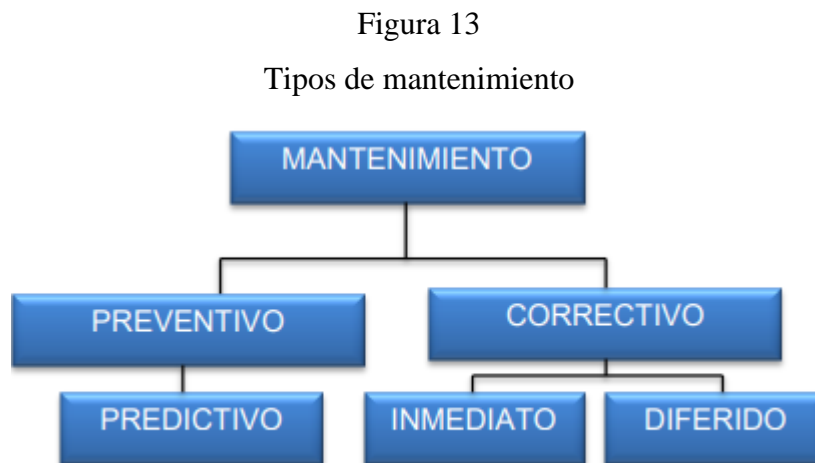 Figura 13
Tipos de mantenimiento
MANTENIMIENTO
PREVENTIVO
CORRECTIVO
PREDICTIVO
INMEDIATO
DIFERIDO